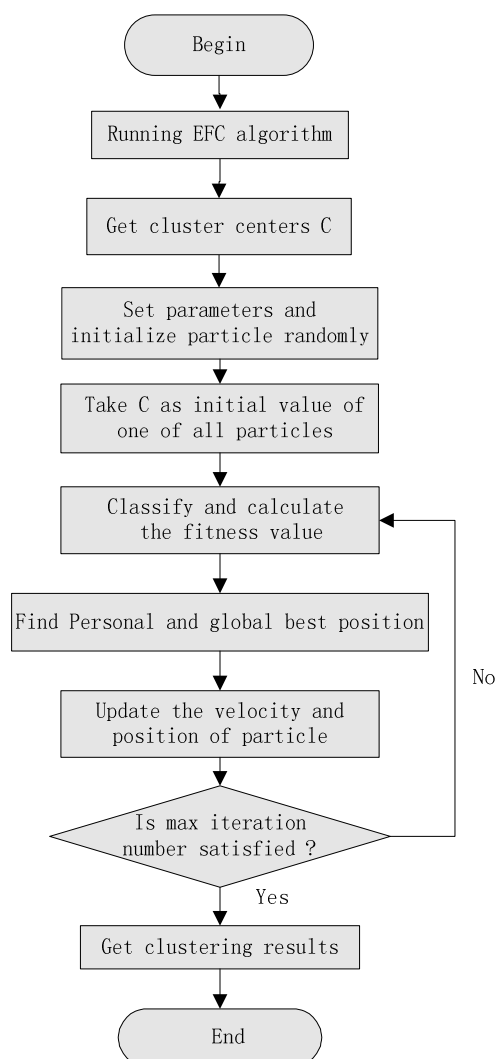 Begin
Running EFC algorithm
Get cluster centers C
Set parameters and
initialize particle randomly
Take C as initial value of
one of all particles
Classify and calculate
the fitness value
Find Personal and global best position
Update the velocity and
position of particle
No
Is max iteration
number satisfied ?
Yes
Get clustering results
End